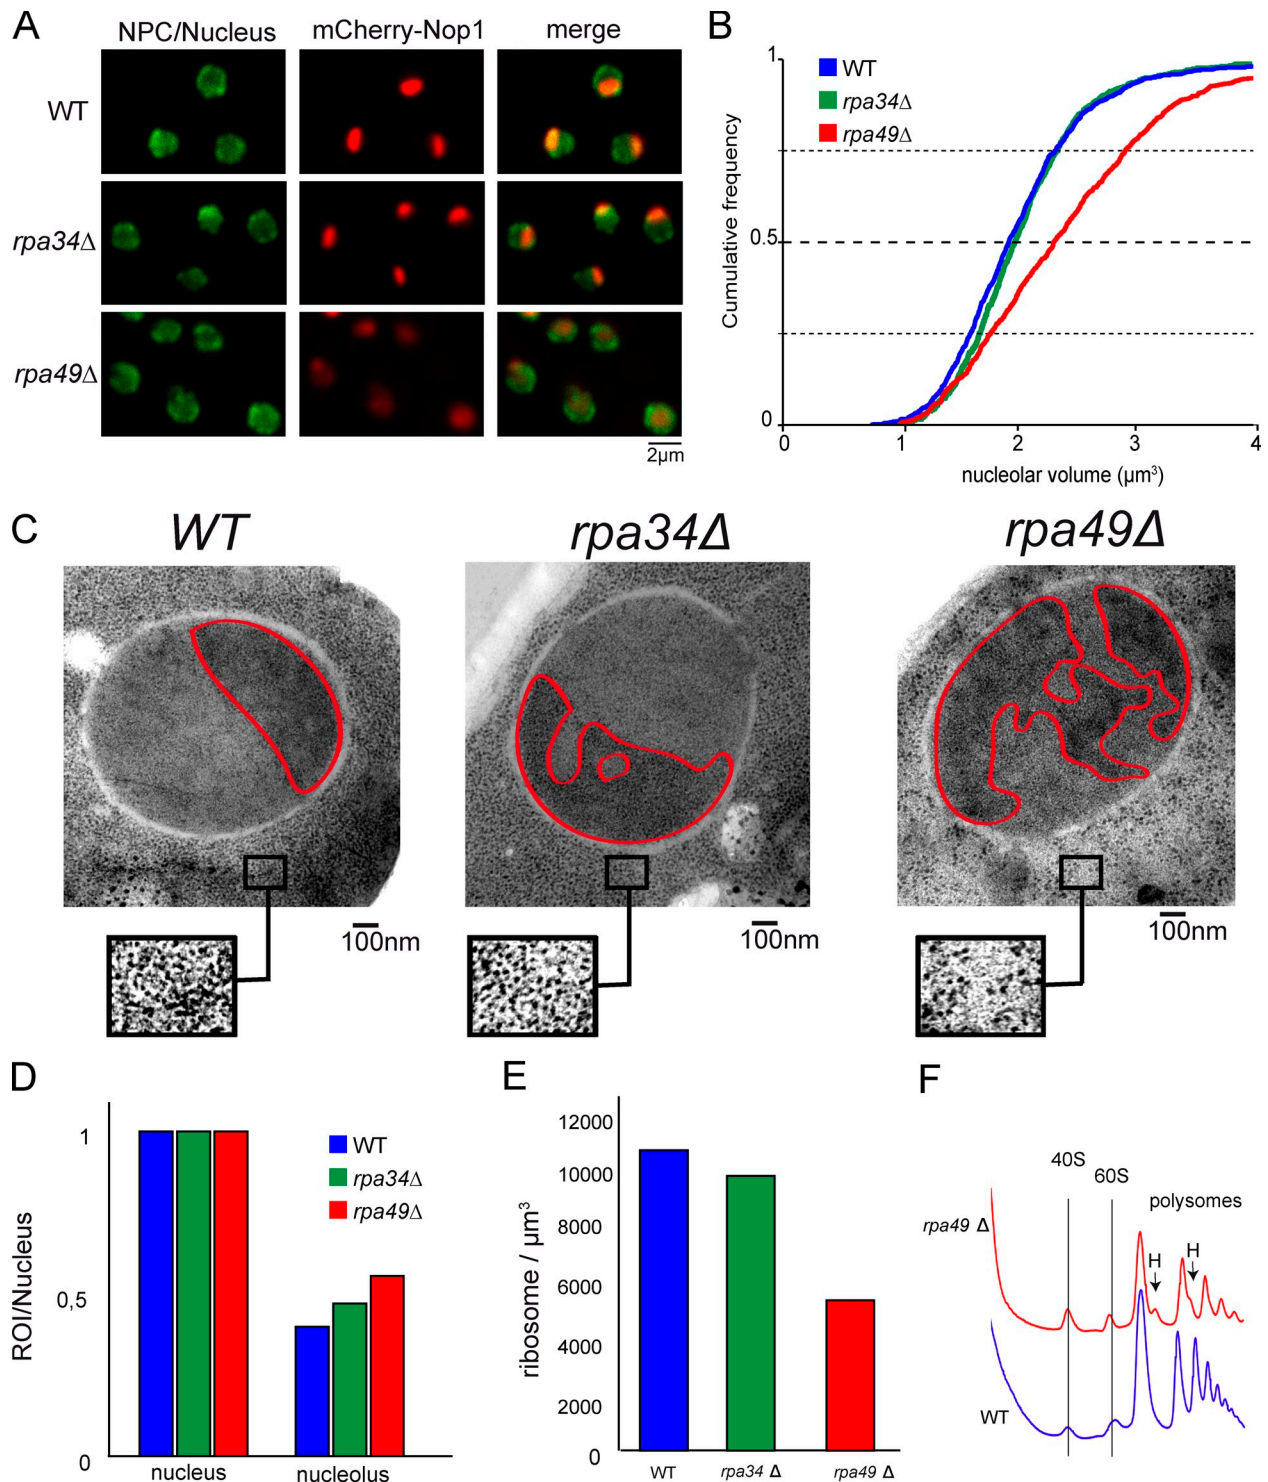 A
NPC/Nucleus mCherry-Nop1 merge
WT
rpa34Δ
rpa49Δ
2µm
B
WT
rpa34Δ
rpa49Δ
Cumulative frequency
1
0.5
0
0 1 2 3 4
nucleolar volume (µm³)
C
WT rpa34Δ rpa49Δ
100nm 100nm 100nm
D
ROI/Nucleus
1
0,5
0
WT
rpa34Δ
rpa49Δ
nucleus nucleolus
E
ribosome / µm³
12000
10000
8000
6000
4000
2000
0
WT rpa34 Δ rpa49 Δ
F
40S 60S
polysomes
rpa49 Δ
H H
WT